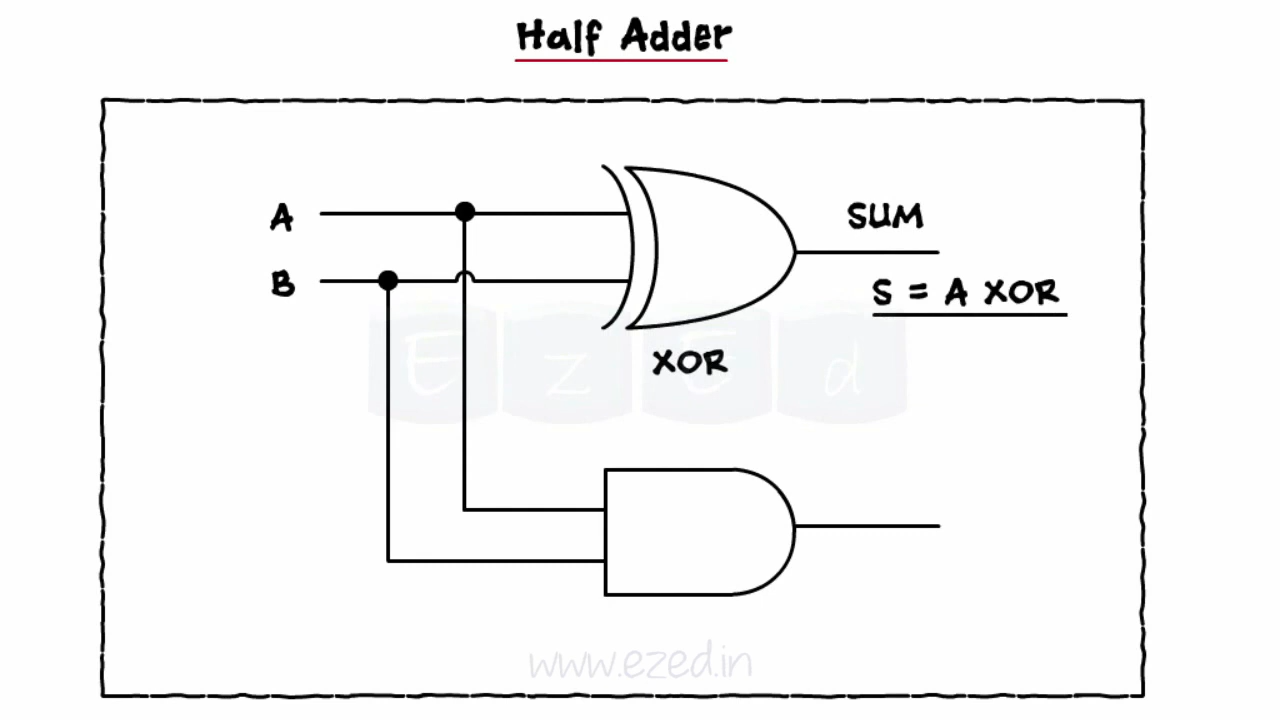 Half Adder
A
SUM
B
S = A XOR
XOR
E z E d
www.ezed.in